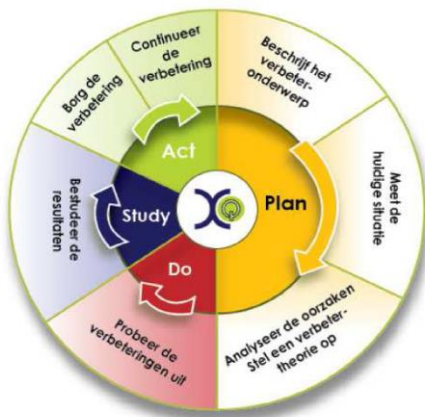 Plan
Beschrijf het
verbeter-
onderwerp
Meet de
huidige situatie
Analyseer de oorzaken
Stel een verbeter-
theorie op
Do
Probeer de
verbeteringen uit
Study
Bestudeer de
resultaten
Act
Borg de
verbetering
Continueer
de
verbetering